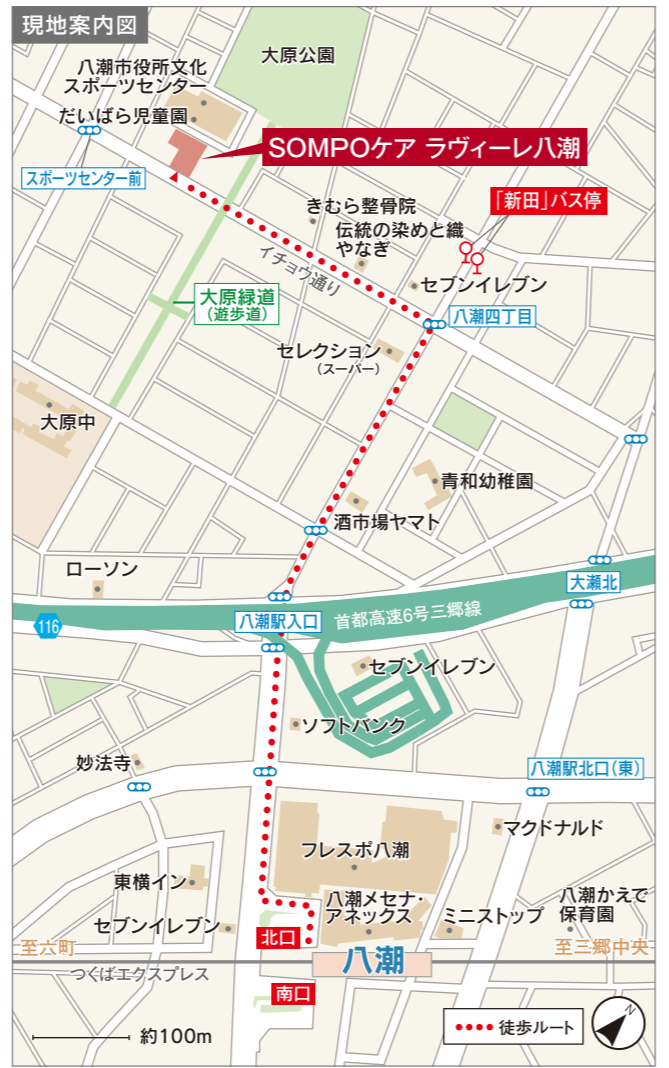 現地案内図
大原公園
八潮市役所文化
スポーツセンター
だいばら児童園
SOMPOケア ラヴィーレ八潮
スポーツセンター前
「新田」バス停
きむら整骨院
伝統の染めと織
やなぎ
イチョウ通り
セブンイレブン
大原緑道
(遊歩道)
八潮四丁目
セレクション
(スーパー)
大原中
青和幼稚園
酒市場ヤマト
ローソン
大瀬北
116
八潮駅入口
首都高速6号三郷線
セブンイレブン
ソフトバンク
妙法寺
八潮駅北口(東)
マクドナルド
フレスポ八潮
東横イン
八潮メセナ・
アネックス
ミニストップ
八潮かえで
保育園
セブンイレブン
北口
至六町
八潮
至三郷中央
つくばエクスプレス
南口
約100m
徒歩ルート
N